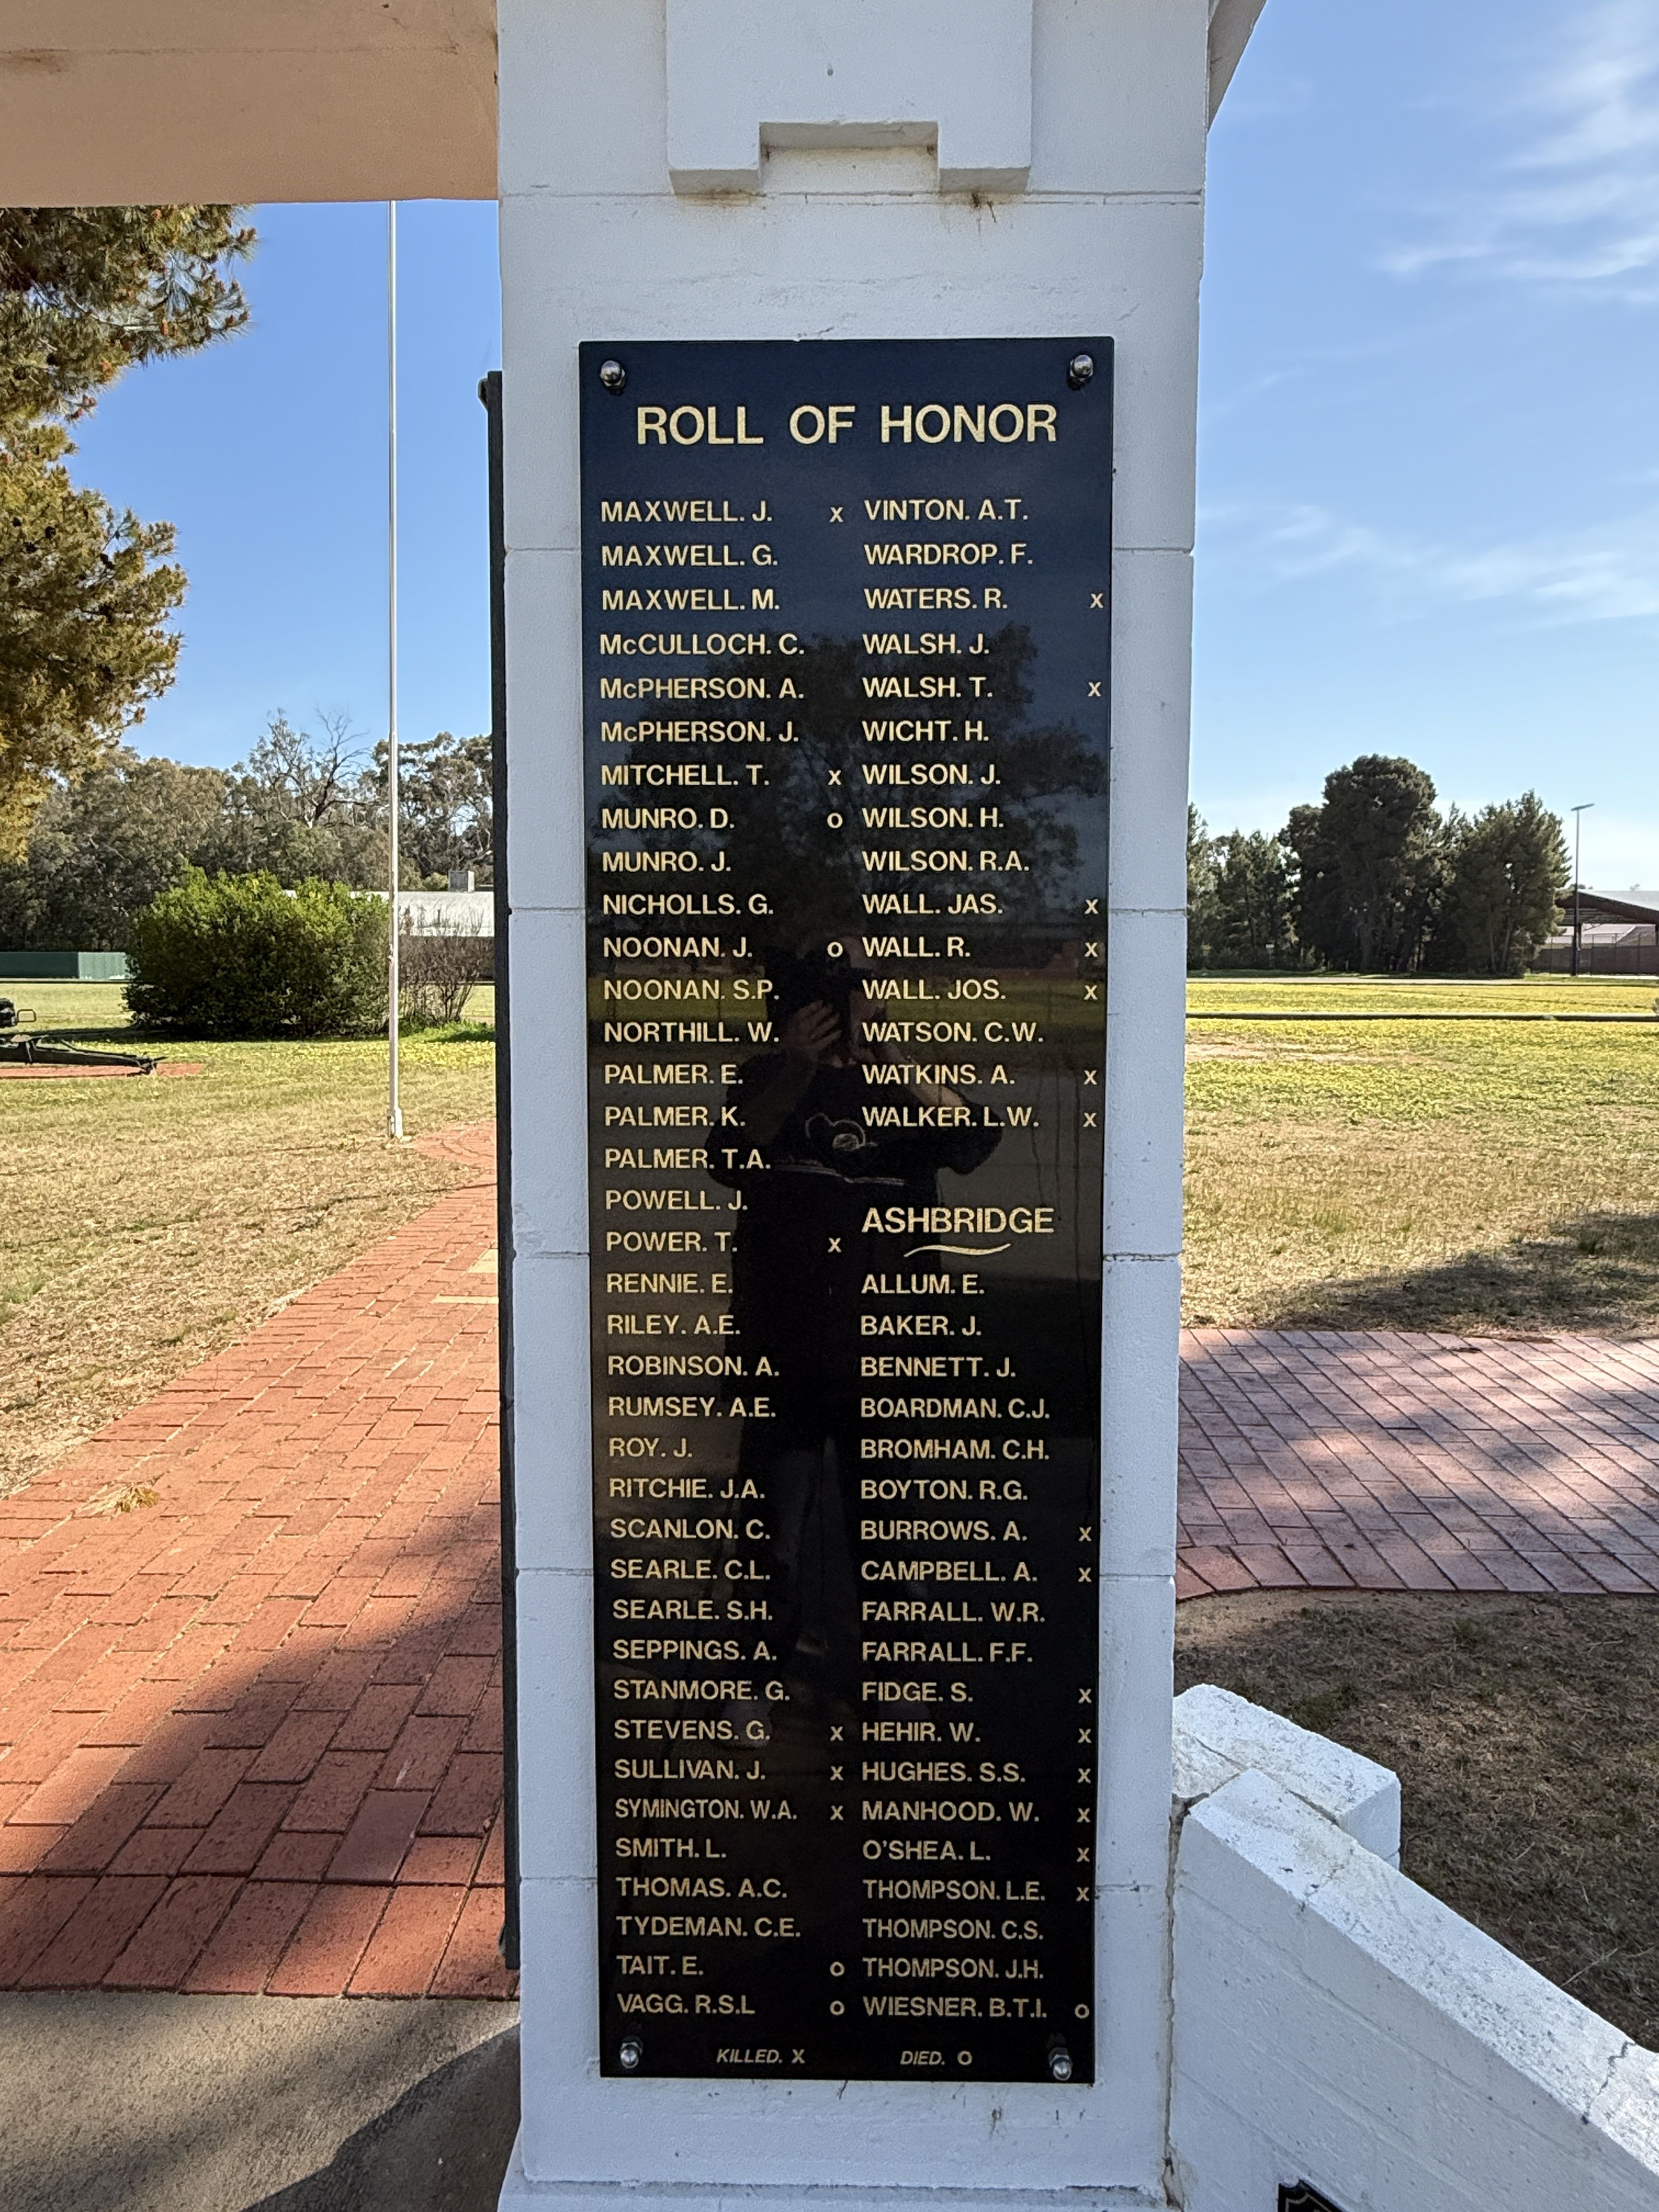 ROLL OF HONOR
MAXWELL. J. x
MAXWELL. G.
MAXWELL. M.
McCULLOCH. C.
McPHERSON. A.
McPHERSON. J.
MITCHELL. T. x
MUNRO. D. o
MUNRO. J.
NICHOLLS. G.
NOONAN. J. o
NOONAN. S.P.
NORTHILL. W.
PALMER. E.
PALMER. K.
PALMER. T.A.
POWELL. J.
POWER. T. x
RENNIE. E.
RILEY. A.E.
ROBINSON. A.
RUMSEY. A.E.
ROY. J.
RITCHIE. J.A.
SCANLON. C.
SEARLE. C.L.
SEARLE. S.H.
SEPPINGS. A.
STANMORE. G.
STEVENS. G. x
SULLIVAN. J. x
SYMINGTON. W.A. x
SMITH. L.
THOMAS. A.C.
TYDEMAN. C.E.
TAIT. E. o
VAGG. R.S.L o
VINTON. A.T.
WARDROP. F.
WATERS. R. x
WALSH. J.
WALSH. T. x
WICHT. H.
WILSON. J.
WILSON. H.
WILSON. R.A.
WALL. JAS. x
WALL. R. x
WALL. JOS. x
WATSON. C.W.
WATKINS. A. x
WALKER. L.W. x
ASHBRIDGE
ALLUM. E.
BAKER. J.
BENNETT. J.
BOARDMAN. C.J.
BROMHAM. C.H.
BOYTON. R.G.
BURROWS. A. x
CAMPBELL. A. x
FARRALL. W.R.
FARRALL. F.F.
FIDGE. S. x
HEHIR. W. x
HUGHES. S.S. x
MANHOOD. W. x
O'SHEA. L. x
THOMPSON. L.E. x
THOMPSON. C.S.
THOMPSON. J.H.
WIESNER. B.T.I. o
KILLED. X DIED. O